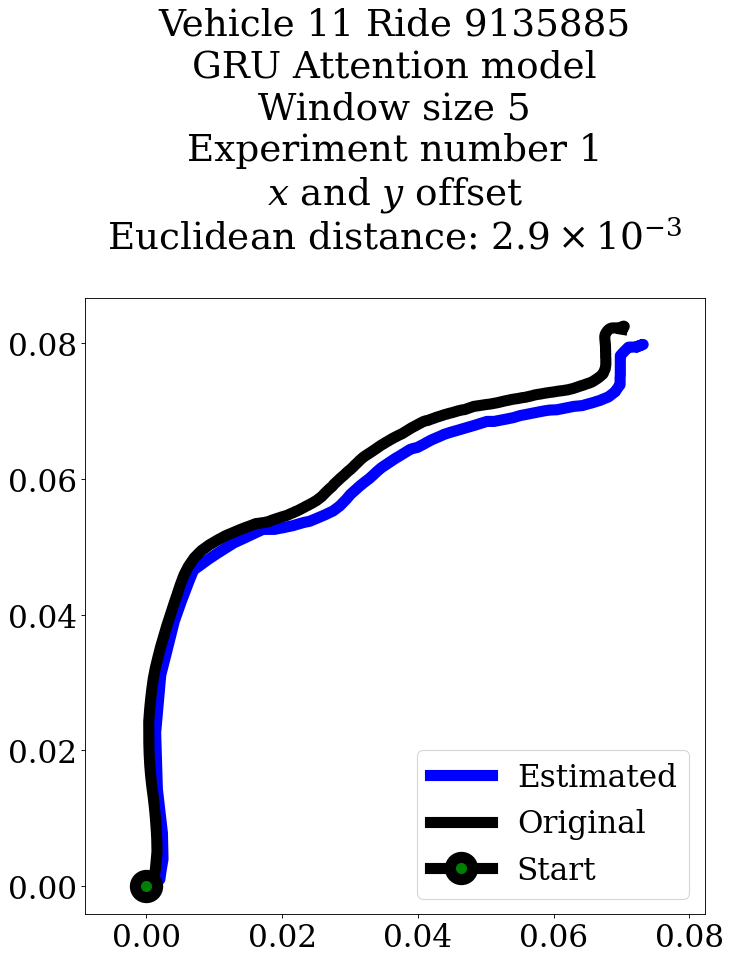 Vehicle 11 Ride 9135885
GRU Attention model
Window size 5
Experiment number 1
x and y offset
Euclidean distance: 2.9 × 10⁻³
0.08
0.06
0.04
0.02
0.00
Estimated
Original
Start
0.00 0.02 0.04 0.06 0.08